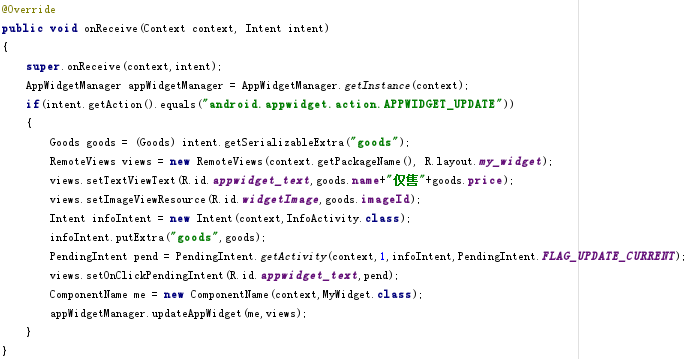 @Override
public void onReceive(Context context, Intent intent)
{
super.onReceive(context,intent);
AppWidgetManager appWidgetManager = AppWidgetManager.getInstance(context);
if(intent.getAction().equals("android.appwidget.action.APPWIDGET_UPDATE"))
{
Goods goods = (Goods) intent.getSerializableExtra("goods");
RemoteViews views = new RemoteViews(context.getPackageName(), R.layout.my_widget);
views.setTextViewText(R.id.appwidget_text,goods.name+"仅售"+goods.price);
views.setImageViewResource(R.id.widgetImage,goods.imageId);
Intent infoIntent = new Intent(context,InfoActivity.class);
infoIntent.putExtra("goods",goods);
PendingIntent pend = PendingIntent.getActivity(context,1,infoIntent,PendingIntent.FLAG_UPDATE_CURRENT);
views.setOnClickPendingIntent(R.id.appwidget_text,pend);
ComponentName me = new ComponentName(context,MyWidget.class);
appWidgetManager.updateAppWidget(me,views);
}
}